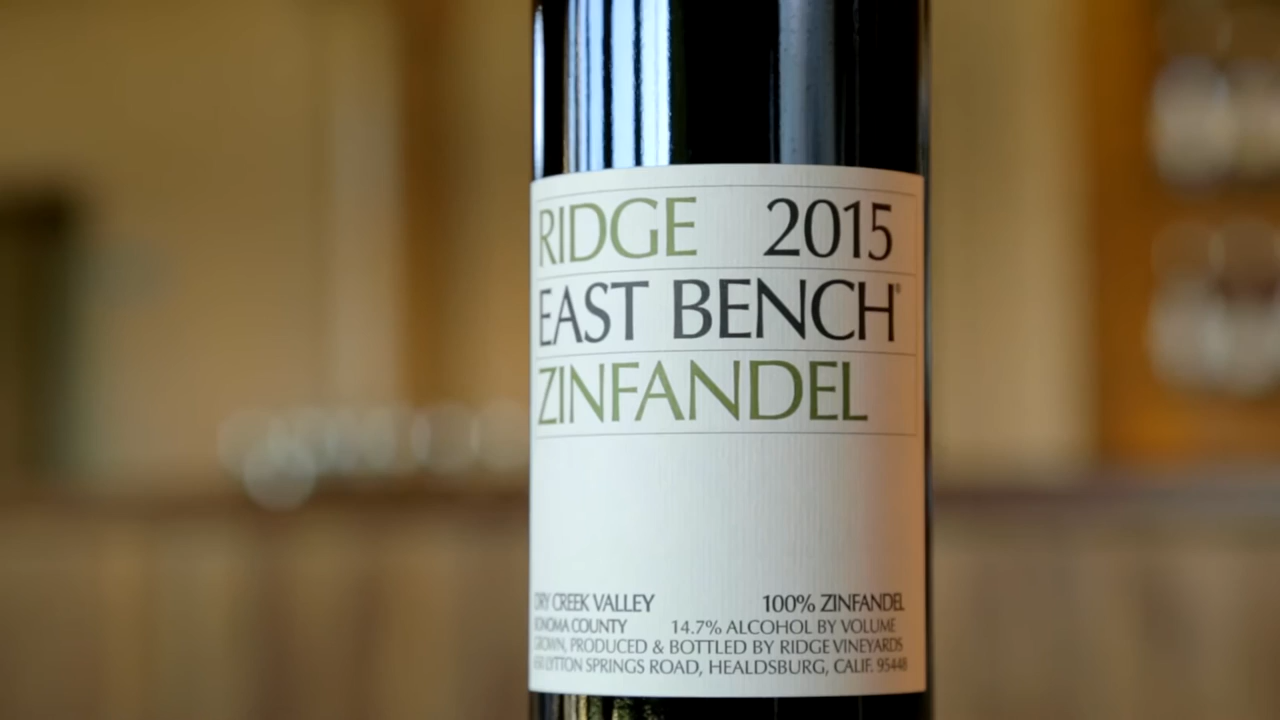 RIDGE 2015
EAST BENCH®
ZINFANDEL
DRY CREEK VALLEY 100% ZINFANDEL
SONOMA COUNTY 14.7% ALCOHOL BY VOLUME
GROWN, PRODUCED & BOTTLED BY RIDGE VINEYARDS
LYTTON SPRINGS ROAD, HEALDSBURG, CALIF. 95448